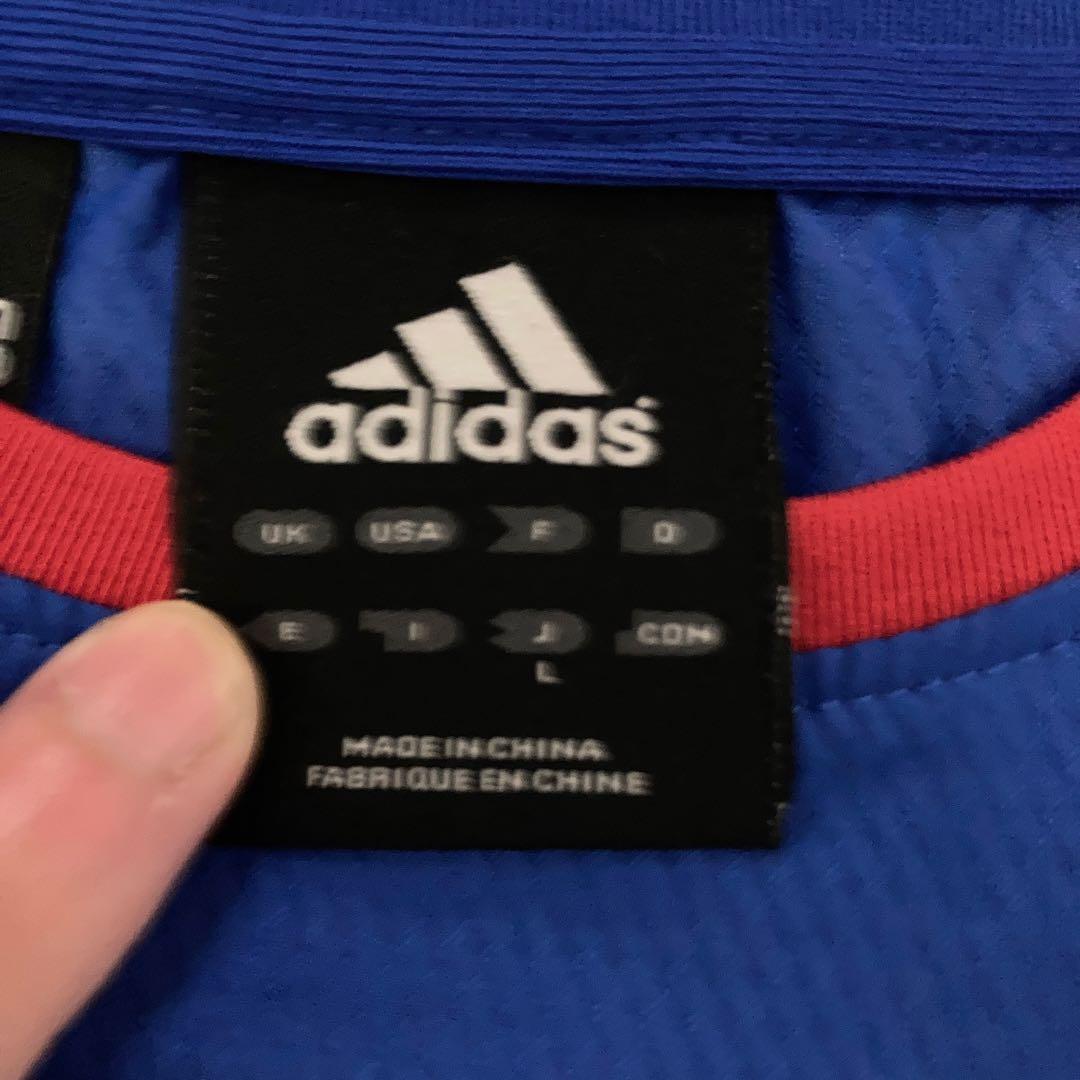 adidas
UK USA F D
E I J CON
L
MADE IN CHINA
FABRIQUE EN CHINE